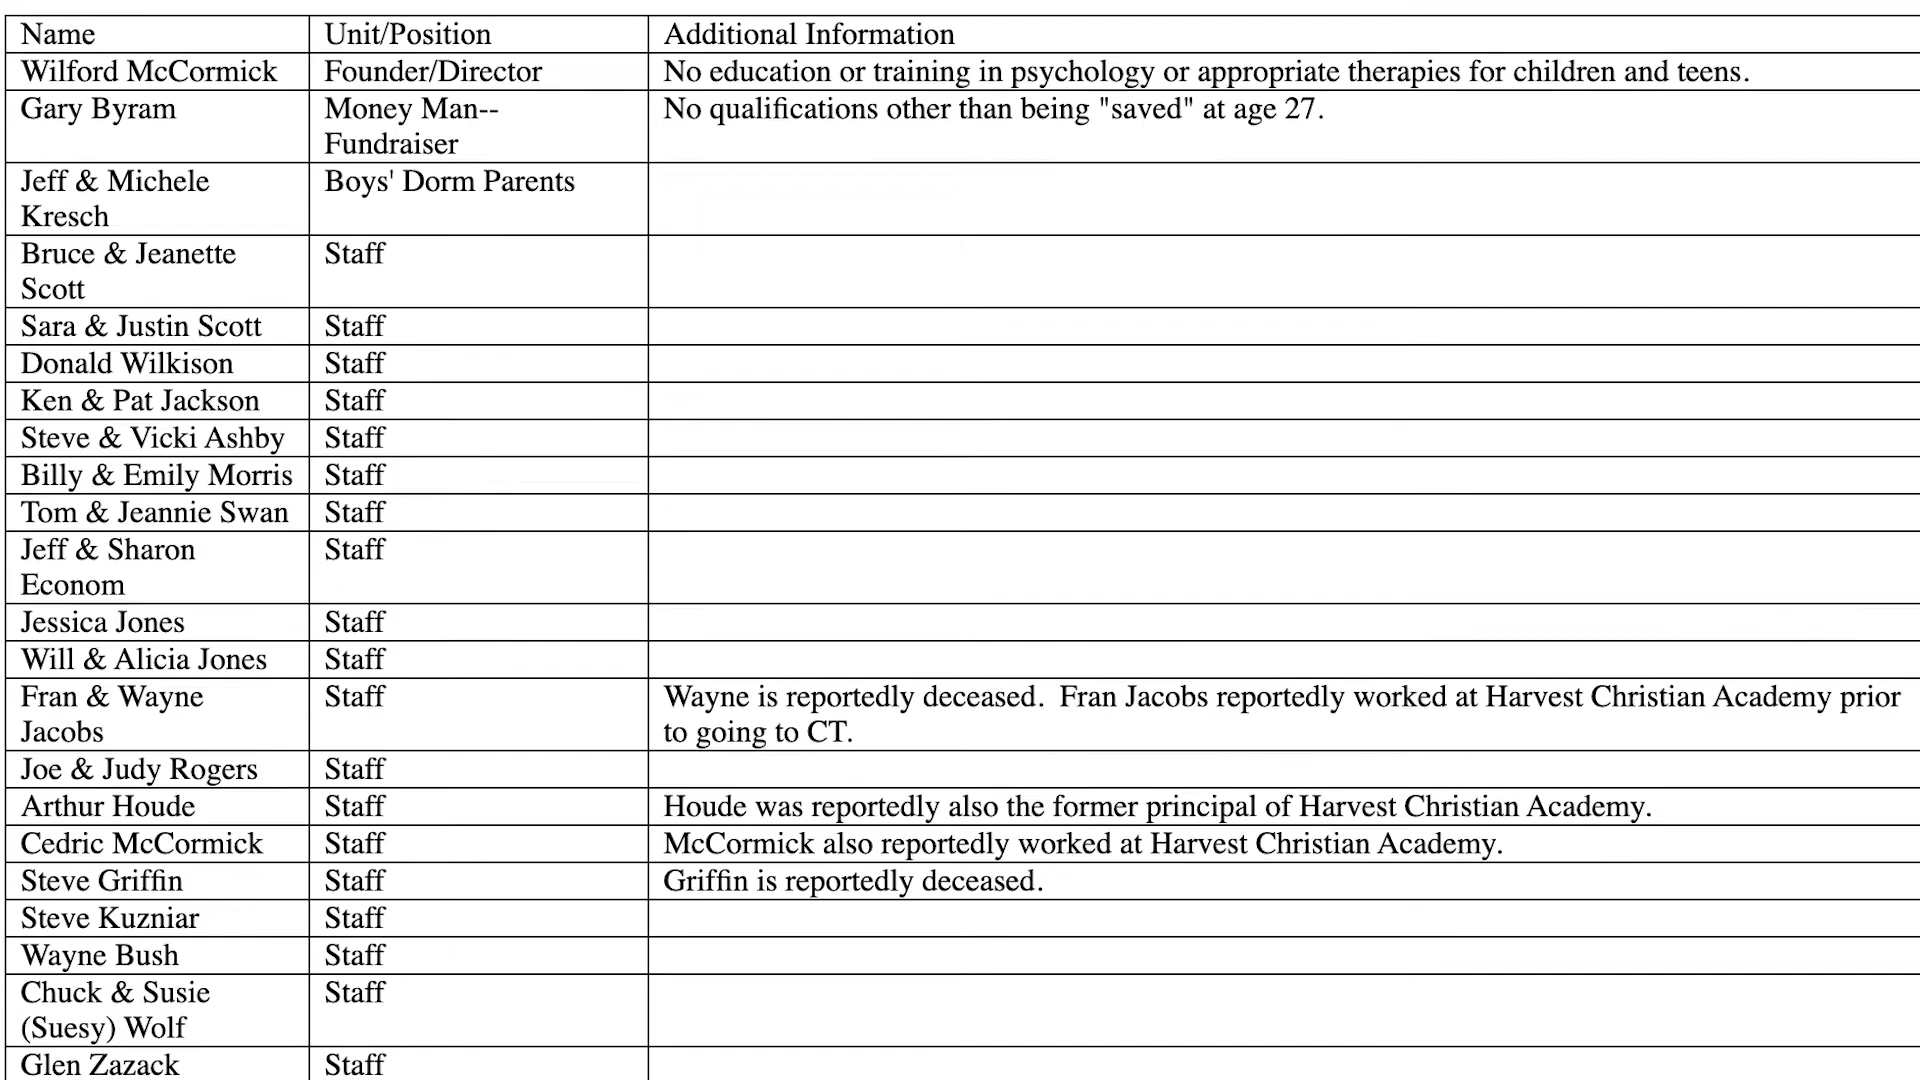 Name Unit/Position Additional Information
Wilford McCormick Founder/Director No education or training in psychology or appropriate therapies for children and teens.
Gary Byram Money Man-- No qualifications other than being "saved" at age 27.
Fundraiser
Jeff & Michele Boys' Dorm Parents
Kresch
Bruce & Jeanette Staff
Scott
Sara & Justin Scott Staff
Donald Wilkison Staff
Ken & Pat Jackson Staff
Steve & Vicki Ashby Staff
Billy & Emily Morris Staff
Tom & Jeannie Swan Staff
Jeff & Sharon Staff
Econom
Jessica Jones Staff
Will & Alicia Jones Staff
Fran & Wayne Staff Wayne is reportedly deceased.  Fran Jacobs reportedly worked at Harvest Christian Academy prior
Jacobs to going to CT.
Joe & Judy Rogers Staff
Arthur Houde Staff Houde was reportedly also the former principal of Harvest Christian Academy.
Cedric McCormick Staff McCormick also reportedly worked at Harvest Christian Academy.
Steve Griffin Staff Griffin is reportedly deceased.
Steve Kuzniar Staff
Wayne Bush Staff
Chuck & Susie Staff
(Suesy) Wolf
Glen Zazack Staff